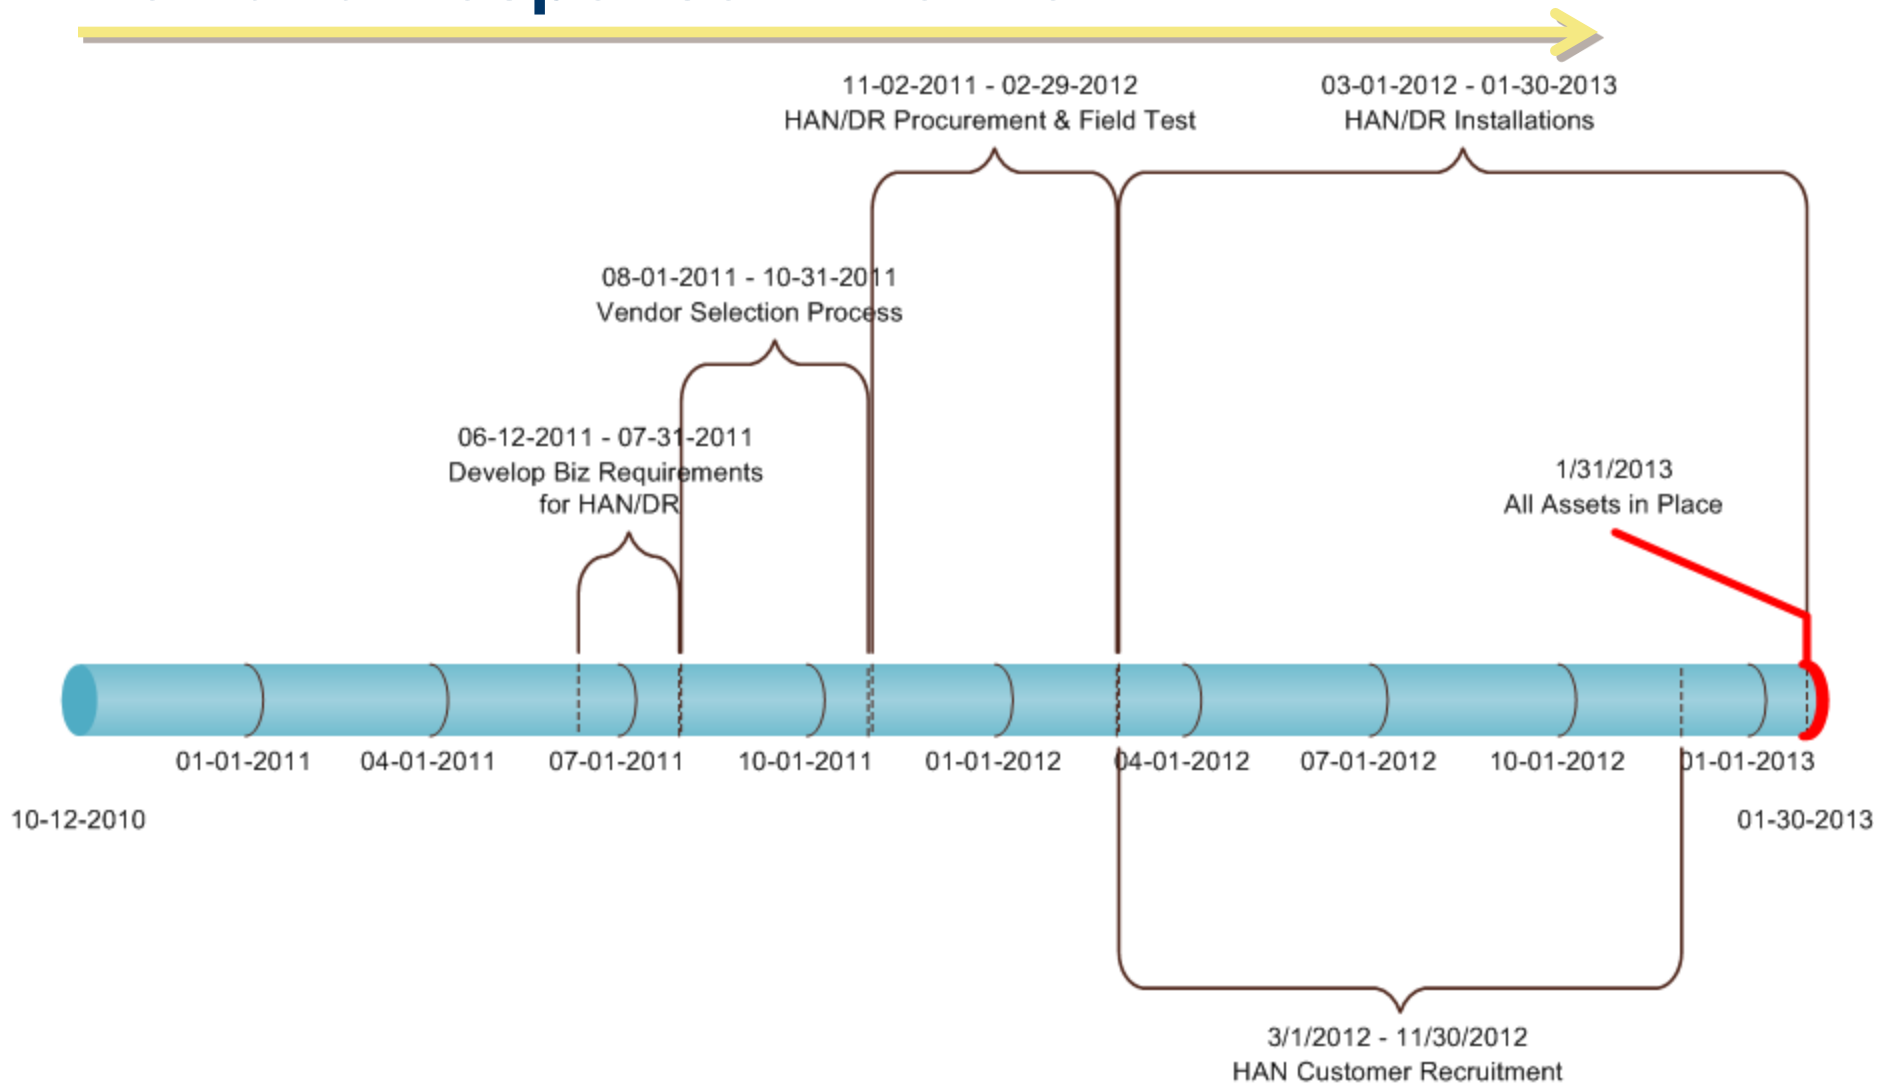 11-02-2011 - 02-29-2012
HAN/DR Procurement & Field Test
03-01-2012 - 01-30-2013
HAN/DR Installations
08-01-2011 - 10-31-2011
Vendor Selection Process
06-12-2011 - 07-31-2011
Develop Biz Requirements
for HAN/DR
1/31/2013
All Assets in Place
01-01-2011
04-01-2011
07-01-2011
10-01-2011
01-01-2012
04-01-2012
07-01-2012
10-01-2012
01-01-2013
10-12-2010
01-30-2013
3/1/2012 - 11/30/2012
HAN Customer Recruitment